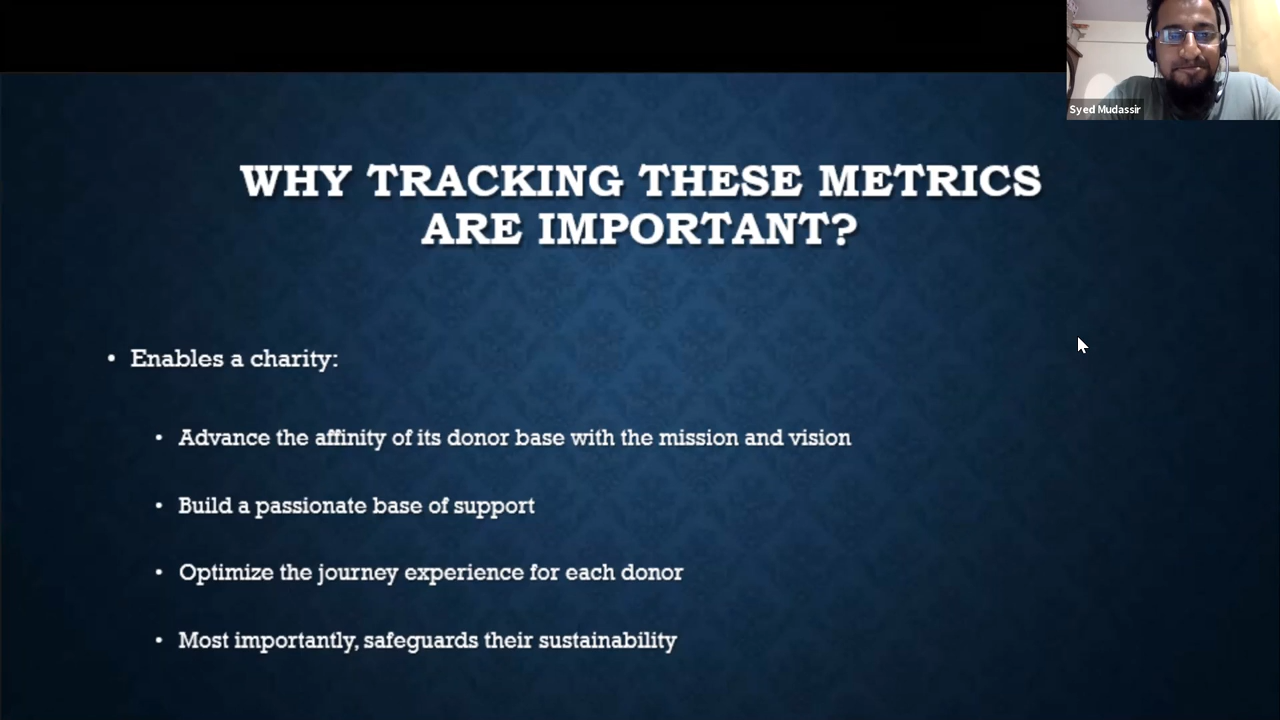 Syed Mudassir
WHY TRACKING THESE METRICS
ARE IMPORTANT?
• Enables a charity:
• Advance the affinity of its donor base with the mission and vision
• Build a passionate base of support
• Optimize the journey experience for each donor
• Most importantly, safeguards their sustainability